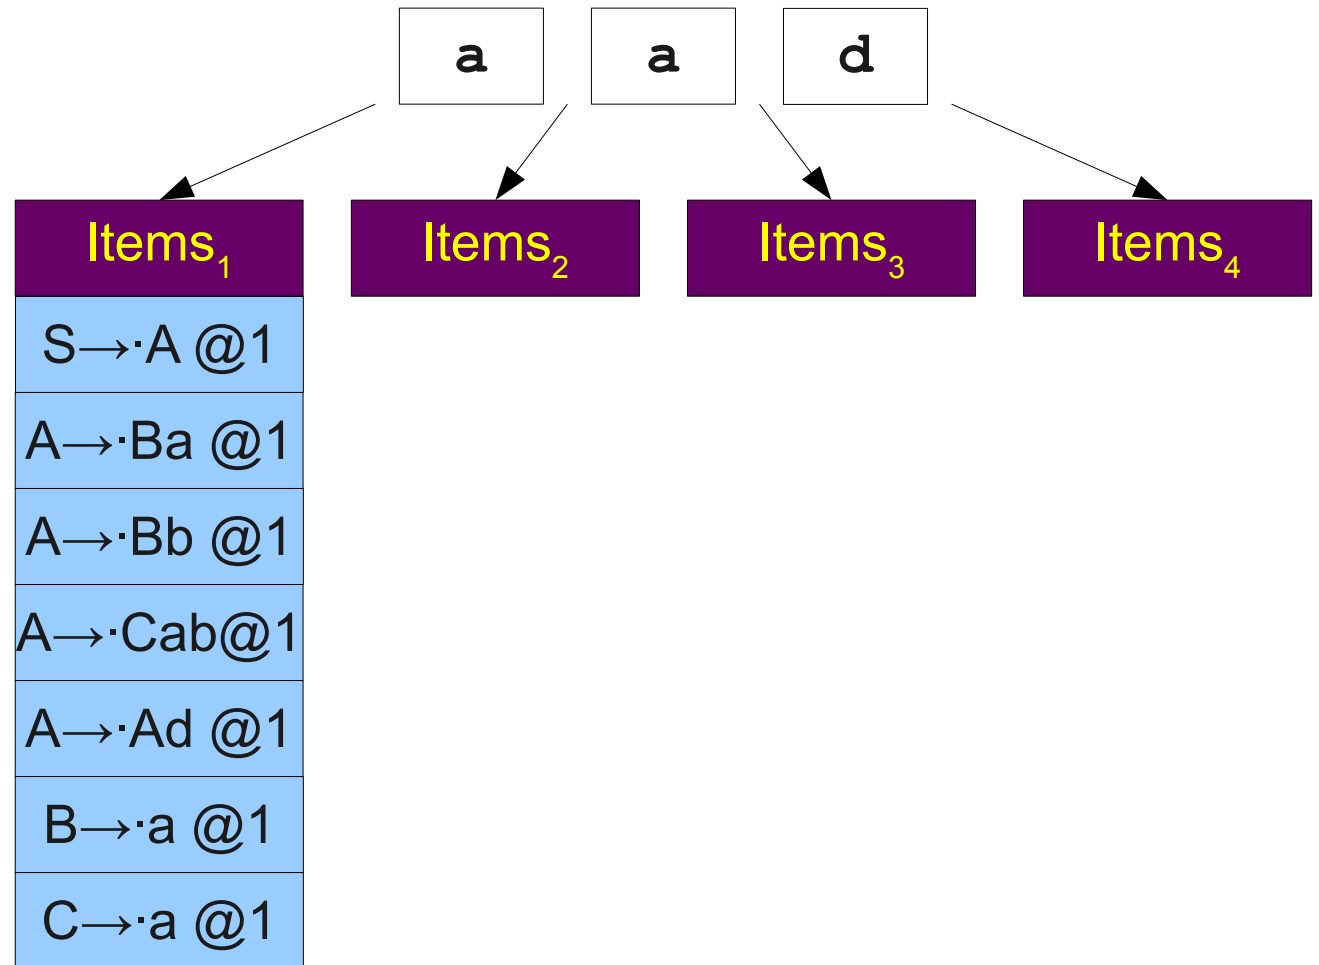 a a d
Items₁ Items₂ Items₃ Items₄
S→·A @1
A→·Ba @1
A→·Bb @1
A→·Cab@1
A→·Ad @1
B→·a @1
C→·a @1